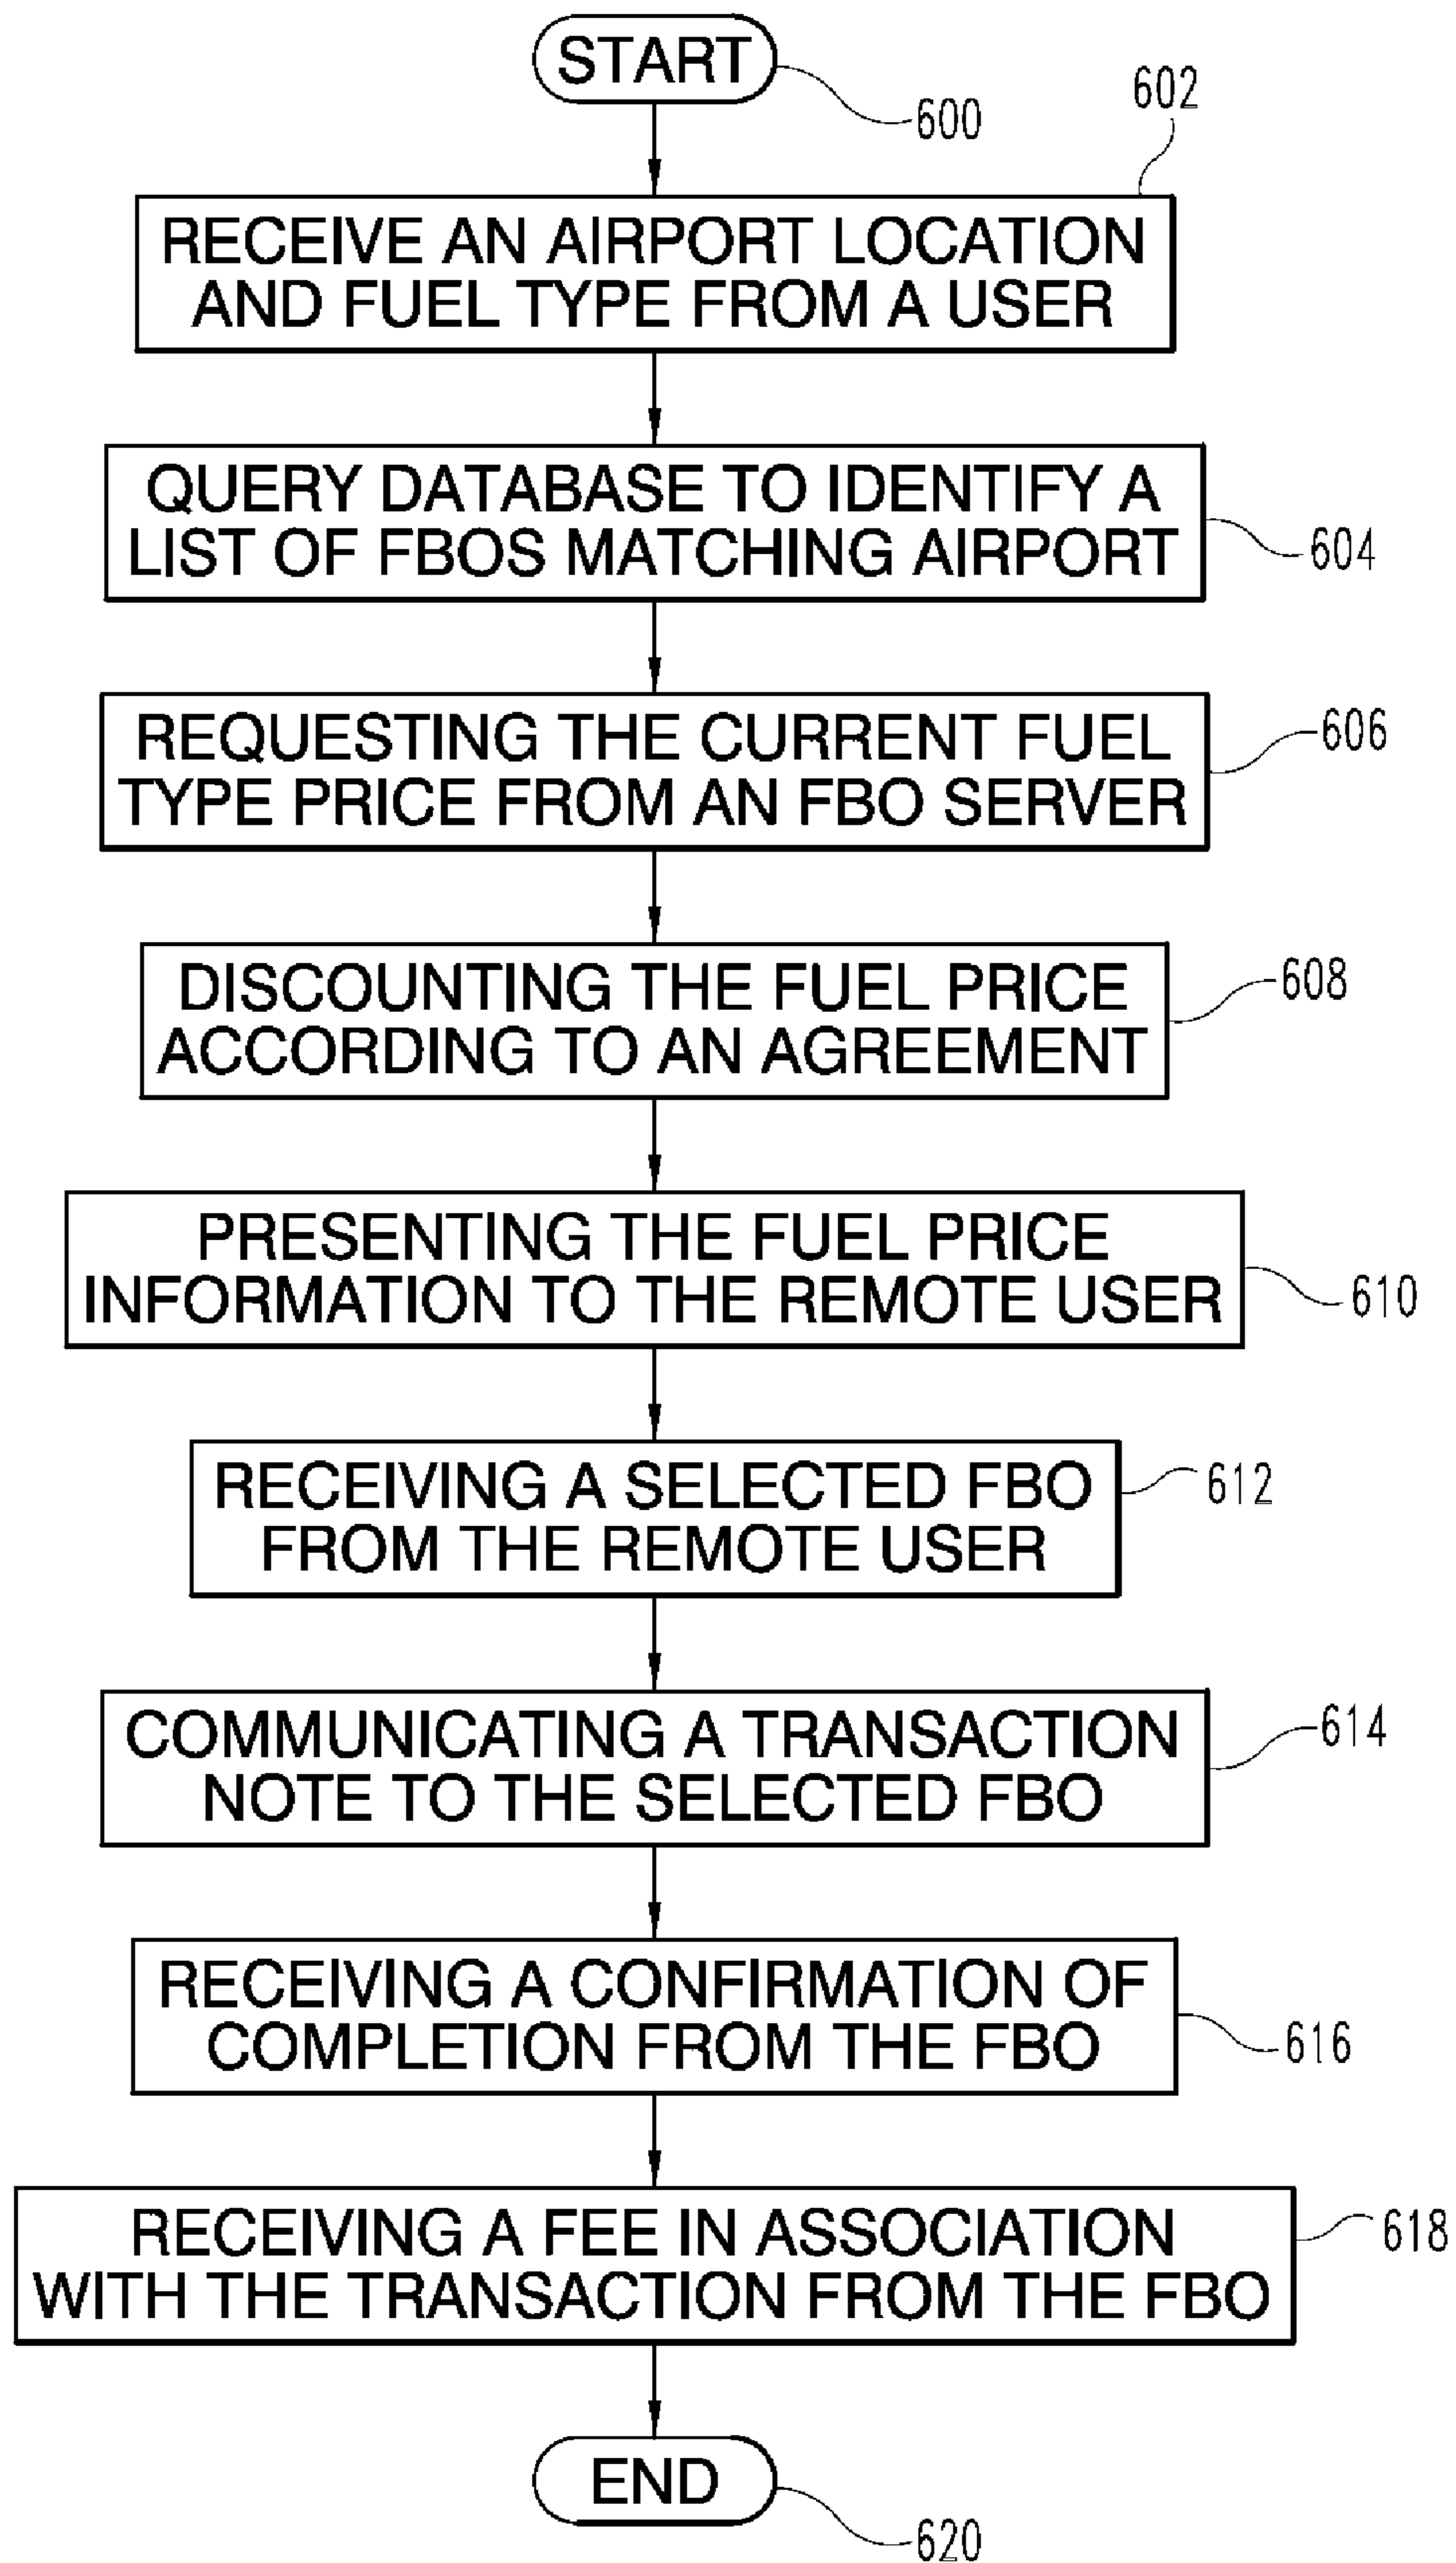 START
600
602
RECEIVE AN AIRPORT LOCATION
AND FUEL TYPE FROM A USER
QUERY DATABASE TO IDENTIFY A
LIST OF FBOS MATCHING AIRPORT
604
REQUESTING THE CURRENT FUEL
TYPE PRICE FROM AN FBO SERVER
606
DISCOUNTING THE FUEL PRICE
ACCORDING TO AN AGREEMENT
608
PRESENTING THE FUEL PRICE
INFORMATION TO THE REMOTE USER
610
RECEIVING A SELECTED FBO
FROM THE REMOTE USER
612
COMMUNICATING A TRANSACTION
NOTE TO THE SELECTED FBO
614
RECEIVING A CONFIRMATION OF
COMPLETION FROM THE FBO
616
RECEIVING A FEE IN ASSOCIATION
WITH THE TRANSACTION FROM THE FBO
618
END
620